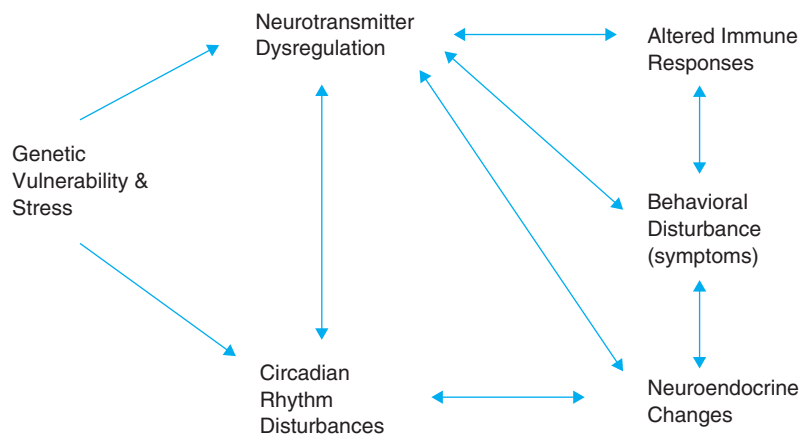 Neurotransmitter
Dysregulation
Altered Immune
Responses
Genetic
Vulnerability &
Stress
Behavioral
Disturbance
(symptoms)
Circadian
Rhythm
Disturbances
Neuroendocrine
Changes